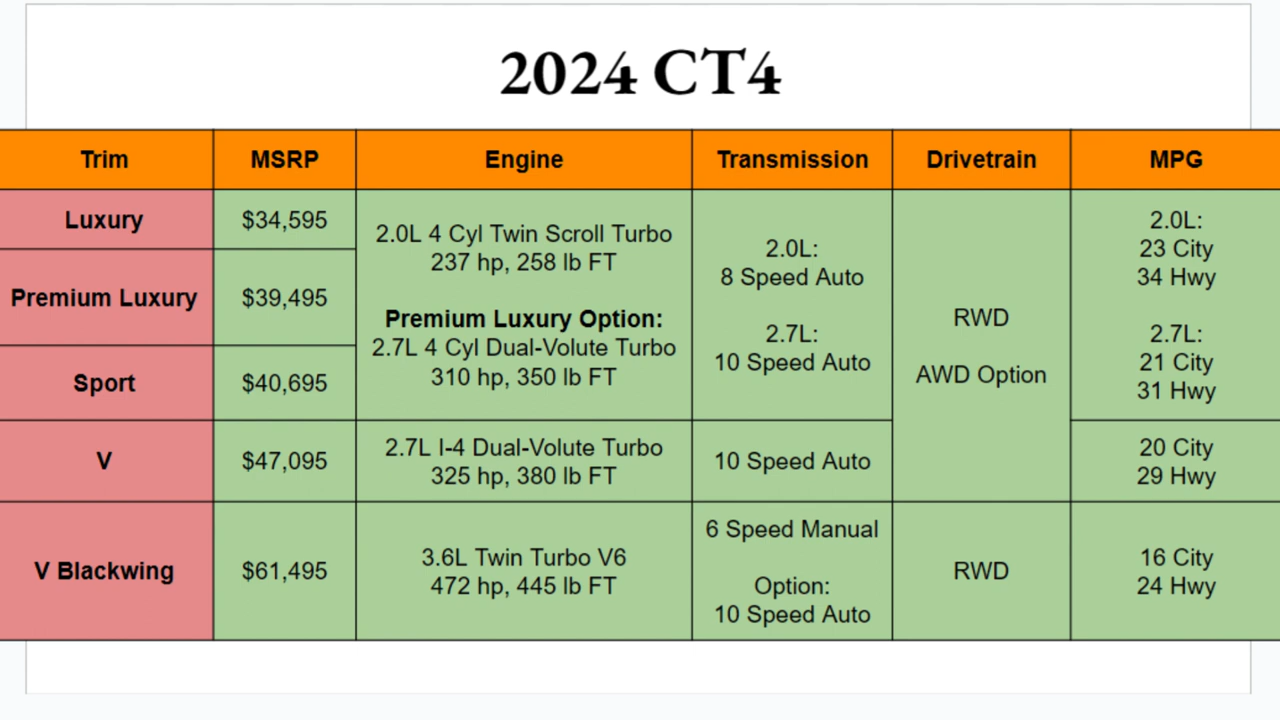 2024 CT4
Trim
MSRP
Engine
Transmission
Drivetrain
MPG
Luxury
$34,595
Premium Luxury
$39,495
Sport
$40,695
2.0L 4 Cyl Twin Scroll Turbo
237 hp, 258 lb FT
Premium Luxury Option:
2.7L 4 Cyl Dual-Volute Turbo
310 hp, 350 lb FT
2.0L:
8 Speed Auto
2.7L:
10 Speed Auto
RWD
AWD Option
2.0L:
23 City
34 Hwy
2.7L:
21 City
31 Hwy
V
$47,095
2.7L I-4 Dual-Volute Turbo
325 hp, 380 lb FT
10 Speed Auto
20 City
29 Hwy
V Blackwing
$61,495
3.6L Twin Turbo V6
472 hp, 445 lb FT
6 Speed Manual
Option:
10 Speed Auto
RWD
16 City
24 Hwy